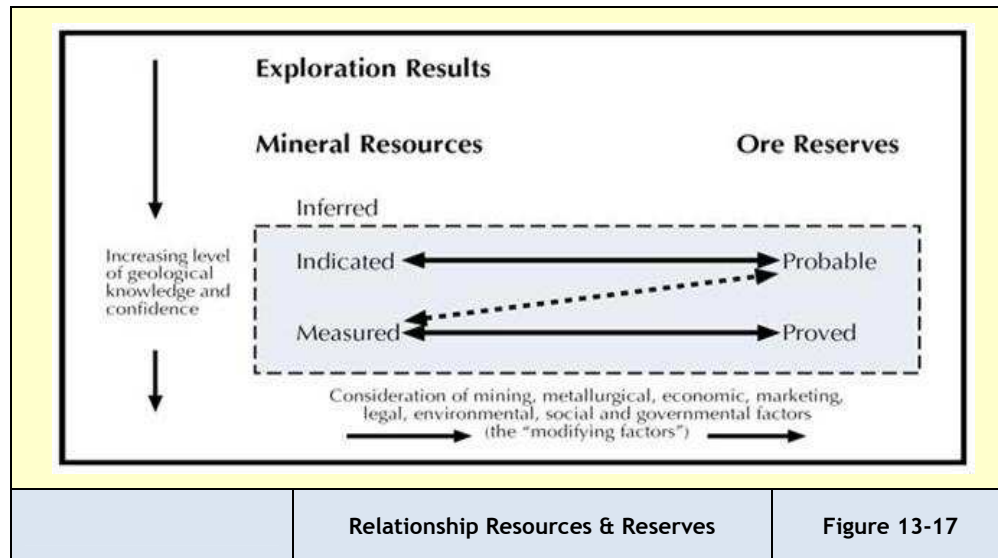 Exploration Results
Mineral Resources Ore Reserves
Inferred
Increasing level
of geological
knowledge and
confidence
Indicated Probable
Measured Proved
Consideration of mining, metallurgical, economic, marketing,
legal, environmental, social and governmental factors
(the "modifying factors")
Relationship Resources & Reserves Figure 13-17